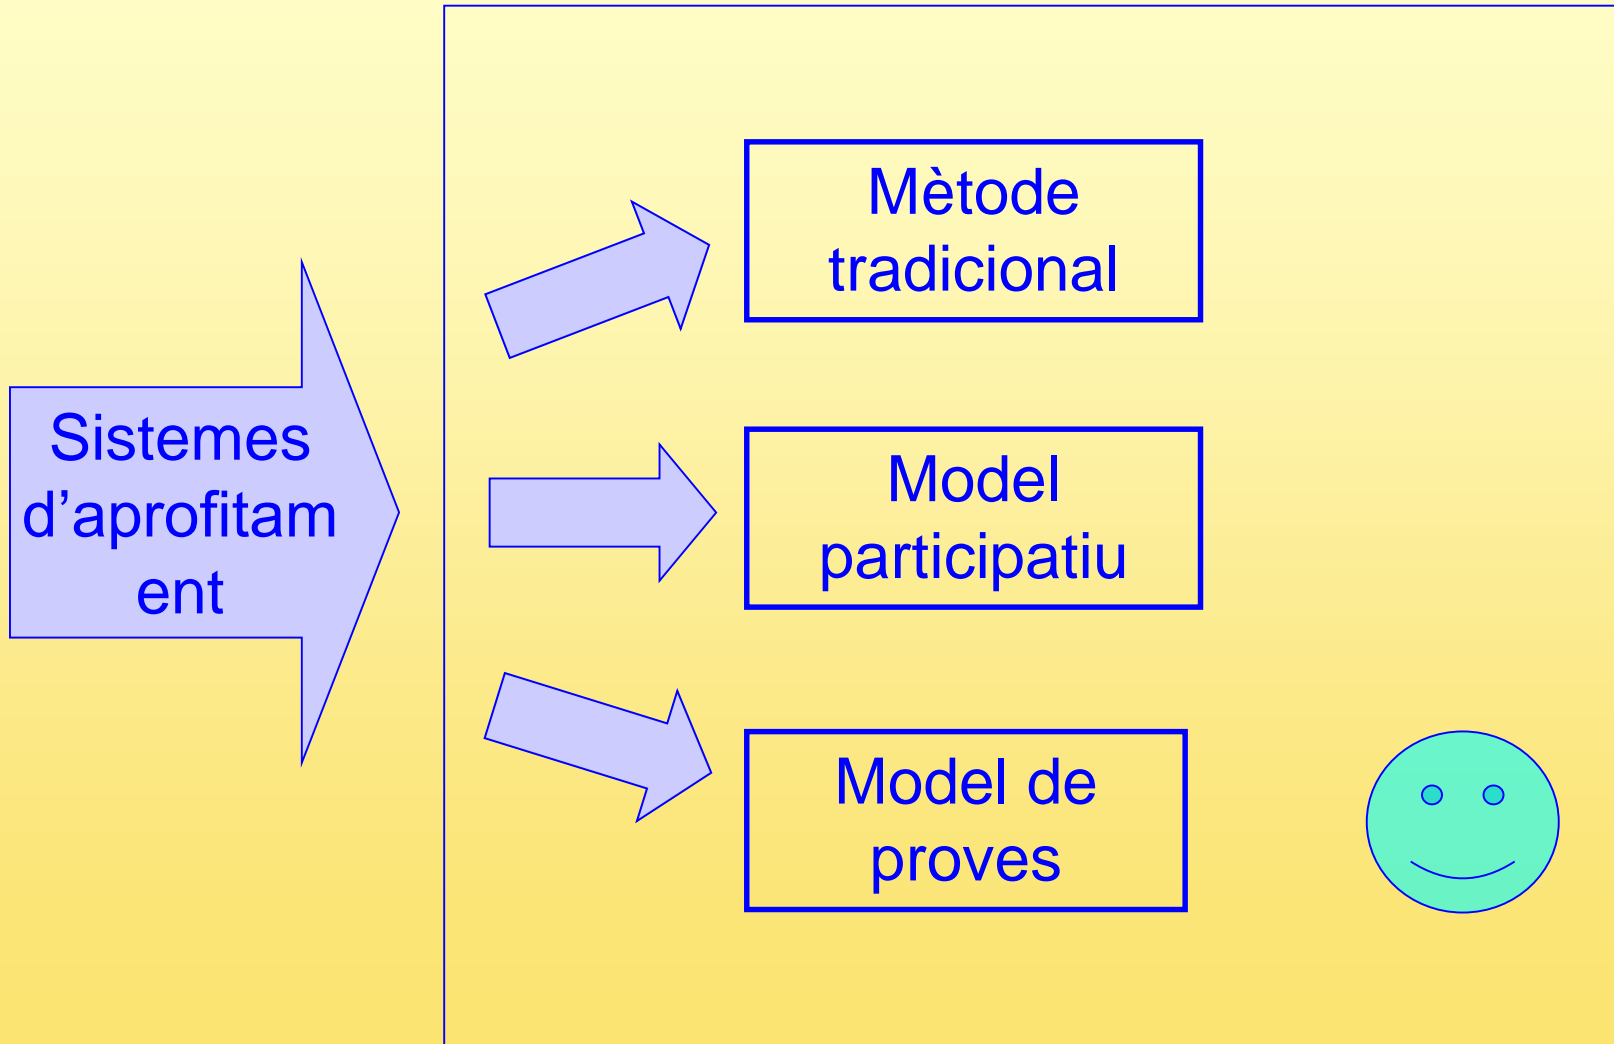 Sistemes
d’aprofitam
ent
Mètode
tradicional
Model
participatiu
Model de
proves